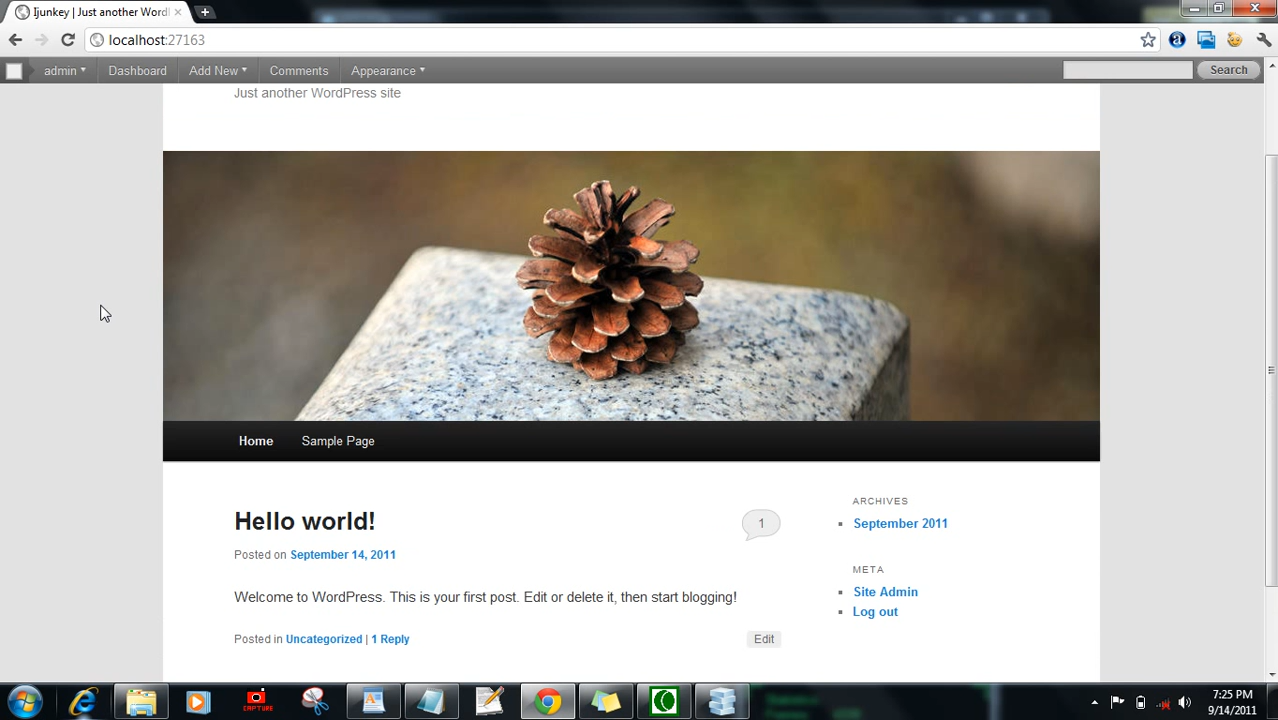 Ijunkey | Just another Word
localhost:27163
admin Dashboard Add New Comments Appearance Search
Just another WordPress site
Home Sample Page
Hello world!
1
Posted on September 14, 2011
Welcome to WordPress. This is your first post. Edit or delete it, then start blogging!
Posted in Uncategorized | 1 Reply
Edit
ARCHIVES
September 2011
META
Site Admin
Log out
CAPTURE
7:25 PM
9/14/2011